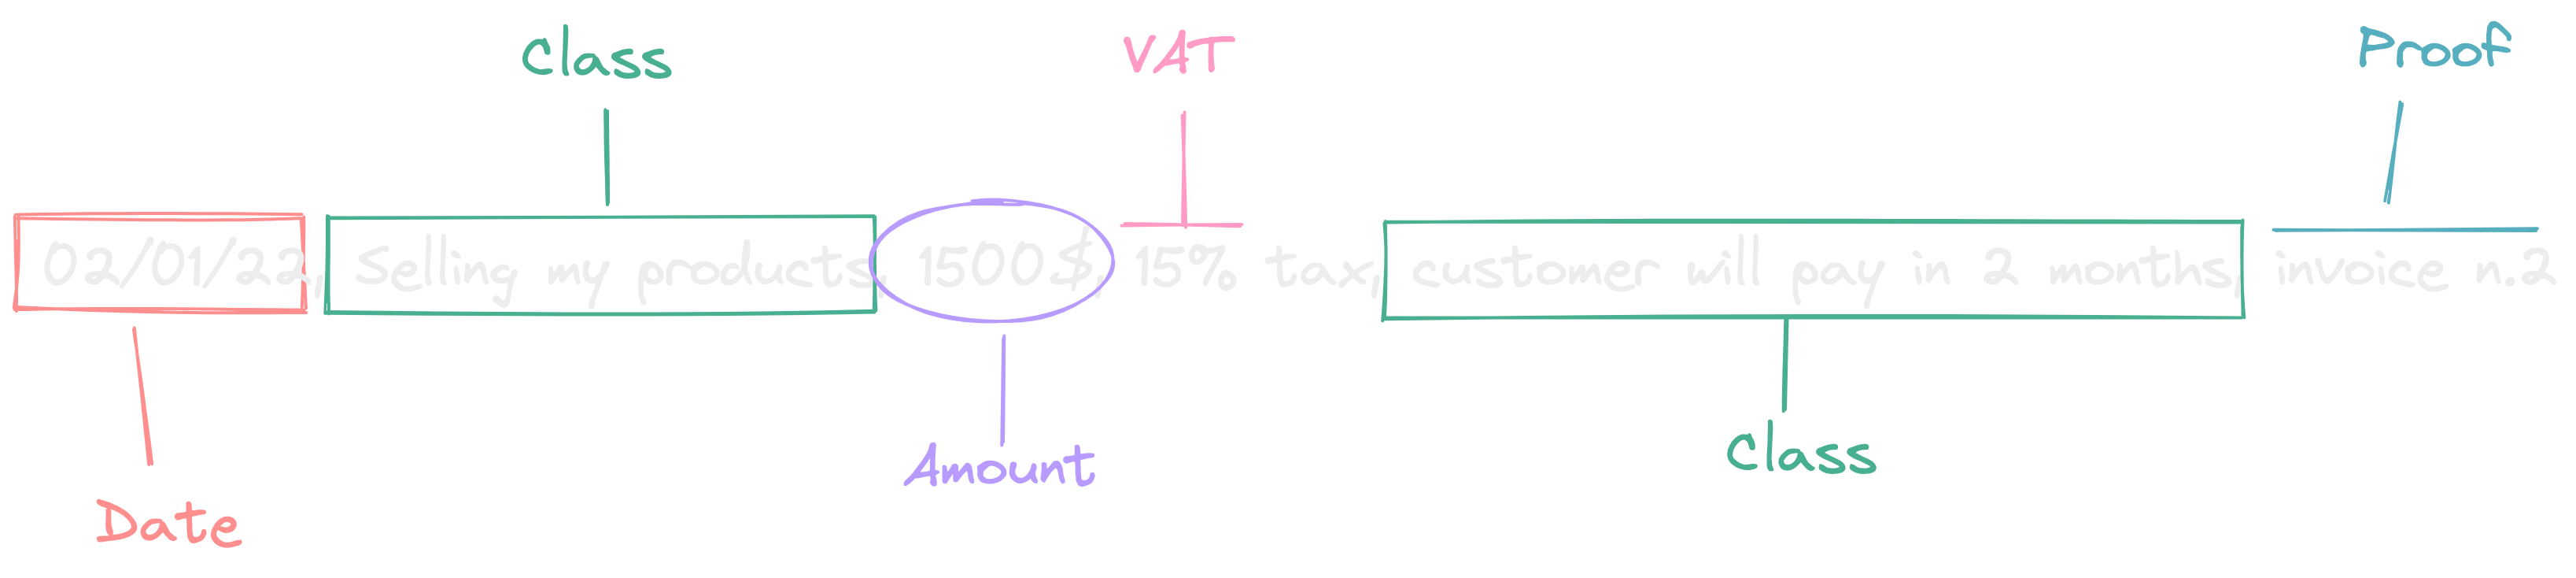 Class
VAT
Proof
02/01/22, Selling my products, 1500$, 15% tax, customer will pay in 2 months, invoice n.2
Amount
Class
Date